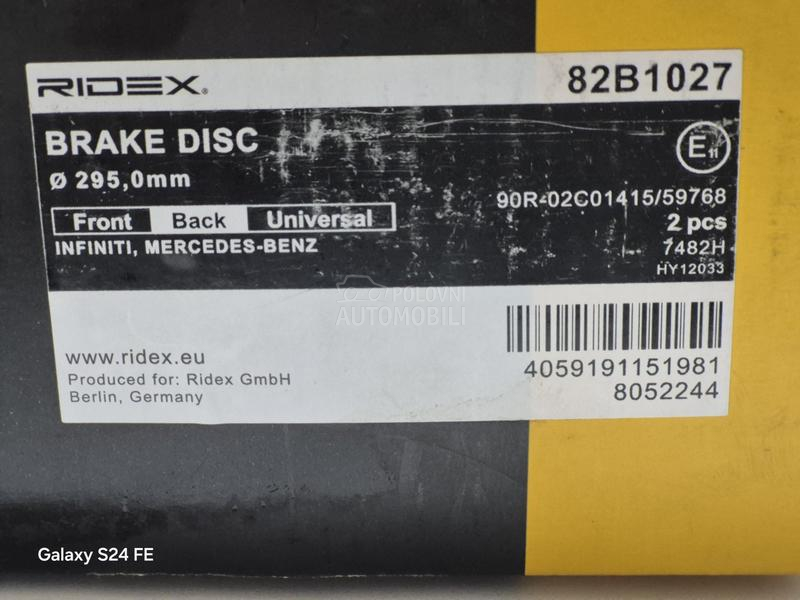 RIDEX®
82B1027
BRAKE DISC
Ø 295,0mm
E11
Front Back Universal
INFINITI, MERCEDES-BENZ
90R-02C01415/59768
2 pcs
7482H
HY12033
POLOVNI
AUTOMOBILI
www.ridex.eu
Produced for: Ridex GmbH
Berlin, Germany
4059191151981
8052244
Galaxy S24 FE